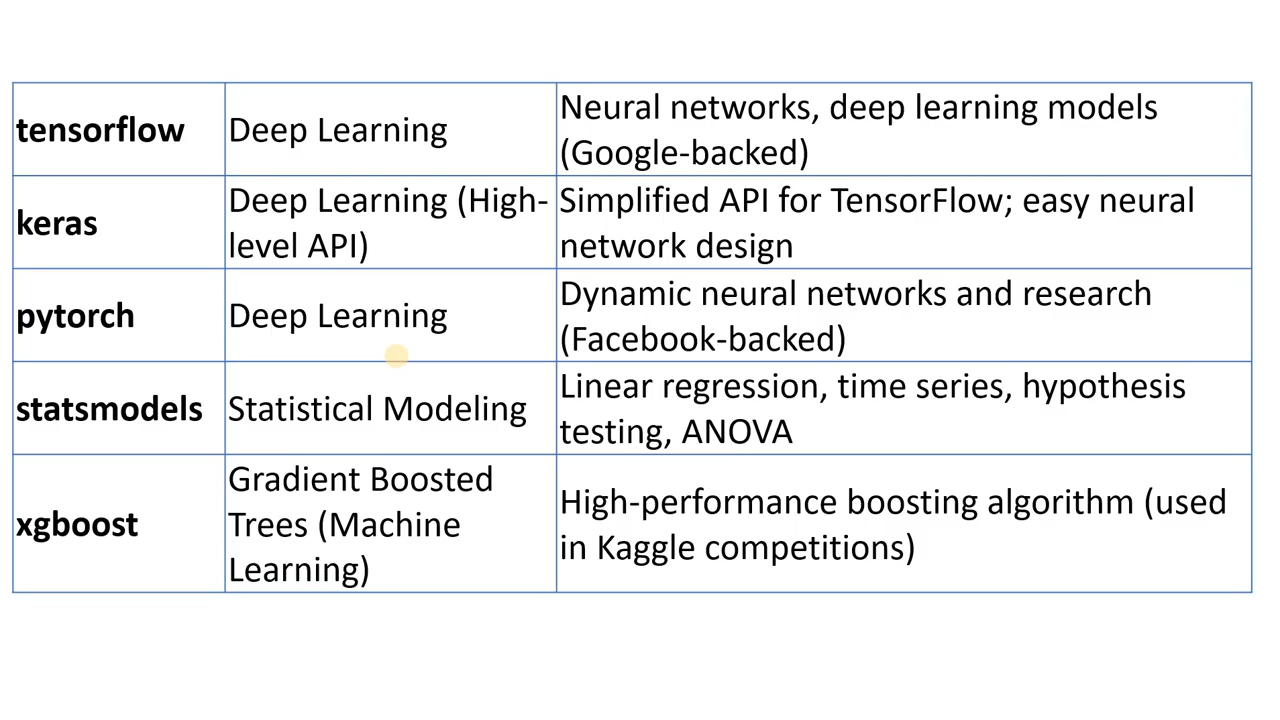 tensorflow
Deep Learning
Neural networks, deep learning models
(Google-backed)
keras
Deep Learning (High-
level API)
Simplified API for TensorFlow; easy neural
network design
pytorch
Deep Learning
Dynamic neural networks and research
(Facebook-backed)
statsmodels
Statistical Modeling
Linear regression, time series, hypothesis
testing, ANOVA
xgboost
Gradient Boosted
Trees (Machine
Learning)
High-performance boosting algorithm (used
in Kaggle competitions)